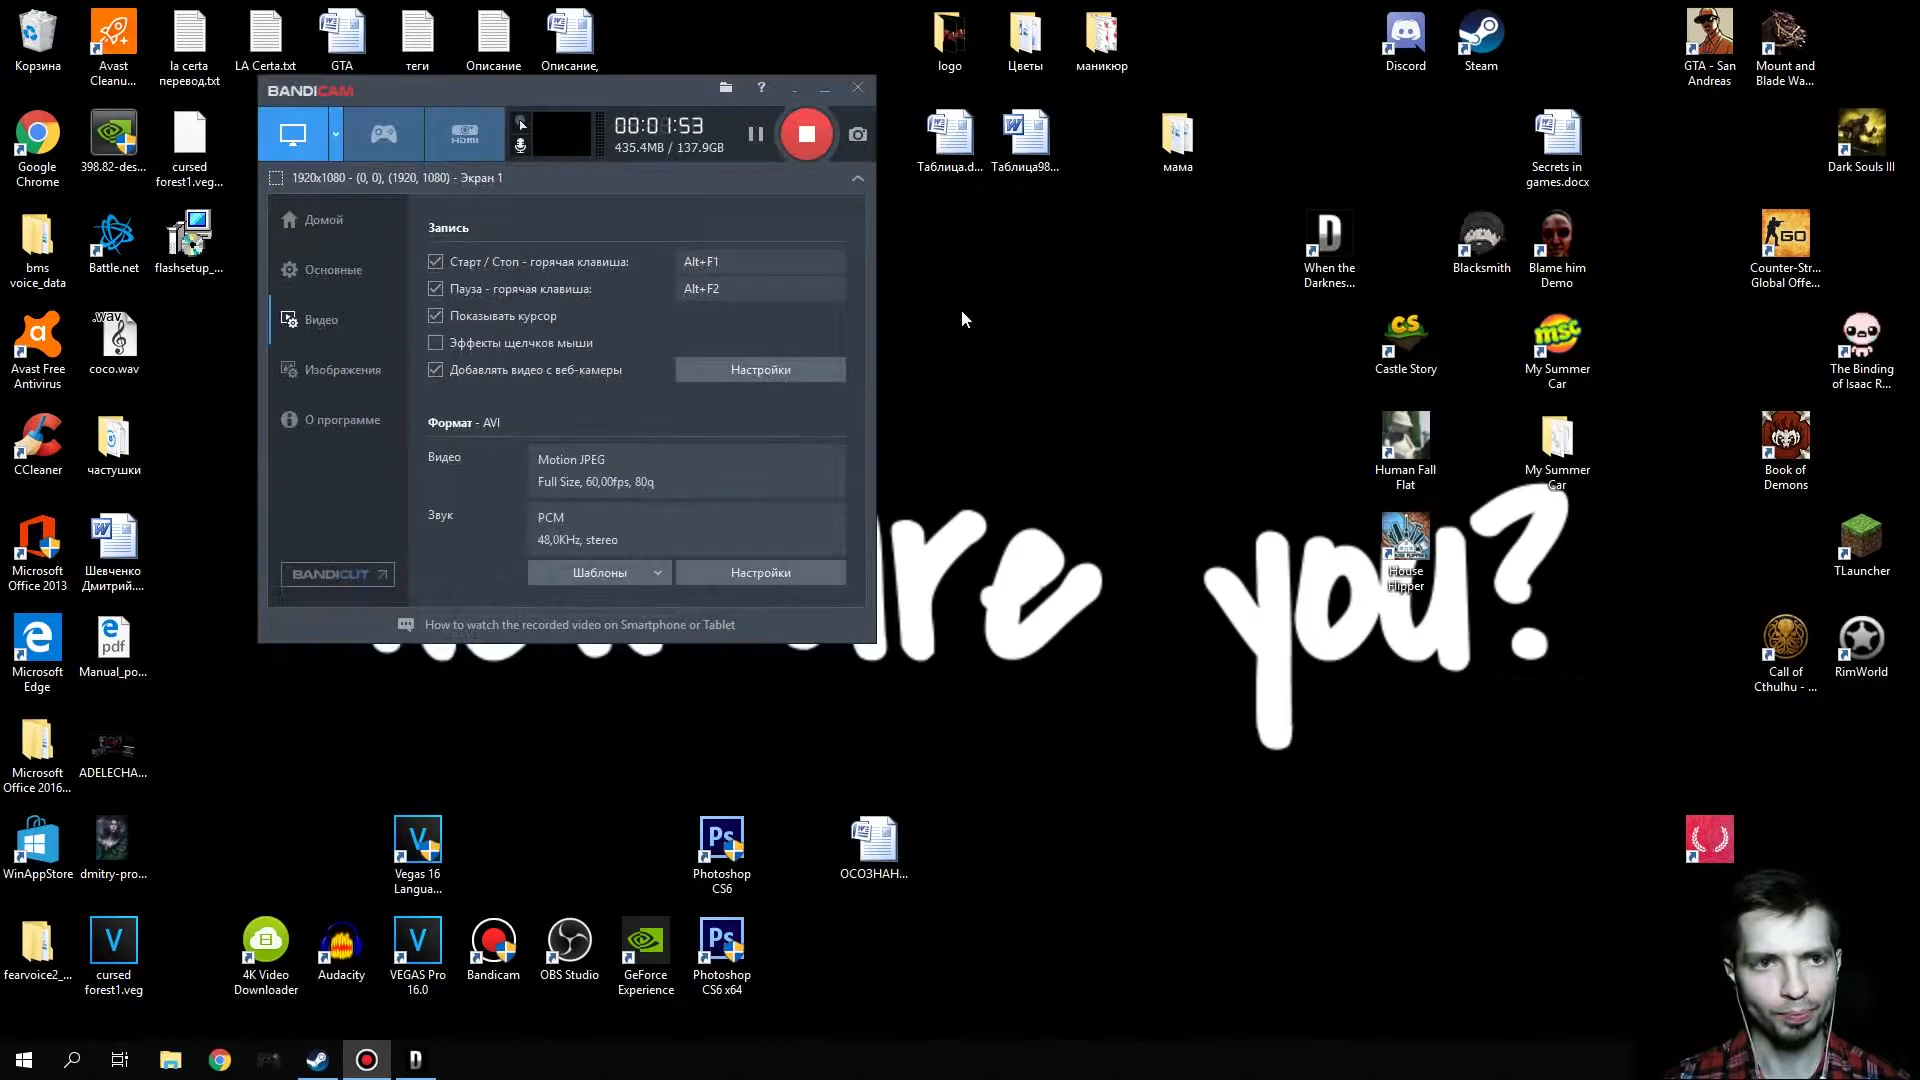 Корзина
Avast
Cleanu...
la certa
перевод.txt
LA Certa.txt
GTA
теги
Описание
Описание,
logo
Цветы
маникюр
Discord
Steam
GTA - San
Andreas
Mount and
Blade Wa...
BANDICAM
?
HDMI
00:01:53
435.4MB / 137.9GB
1920x1080 - (0, 0), (1920, 1080) - Экран 1
Домой
Основные
Видео
Изображения
О программе
BANDICUT
Запись
Старт / Стоп - горячая клавиша:
Alt+F1
Пауза - горячая клавиша:
Alt+F2
Показывать курсор
Эффекты щелчков мыши
Добавлять видео с веб-камеры
Настройки
Формат - AVI
Видео
Motion JPEG
Full Size, 60,00fps, 80q
Звук
PCM
48,0KHz, stereo
Шаблоны
Настройки
How to watch the recorded video on Smartphone or Tablet
Google
Chrome
398.82-des...
cursed
forest1.veg...
Таблица.d...
Таблица98...
мама
Secrets in
games.docx
Dark Souls III
bms
voice_data
Battle.net
flashsetup_...
When the
Darknes...
Blacksmith
Blame him
Demo
GO
Counter-Str...
Global Offe...
Avast Free
Antivirus
.wav
coco.wav
CS
Castle Story
msc
My Summer
Car
The Binding
of Isaac R...
CCleaner
частушки
Human Fall
Flat
My Summer
Car
Book of
Demons
are you?
Microsoft
Office 2013
Шевченко
Дмитрий....
House
Flipper
TLauncher
Microsoft
Edge
pdf
Manual_po...
Call of
Cthulhu - ...
RimWorld
Microsoft
Office 2016...
ADELECHA...
WinAppStore
dmitry-pro...
Vegas 16
Langua...
Ps
Photoshop
CS6
ОСОЗНАН...
fearvoice2_...
V
cursed
forest1.veg
4K Video
Downloader
Audacity
V
VEGAS Pro
16.0
Bandicam
OBS Studio
GeForce
Experience
Ps
Photoshop
CS6 x64